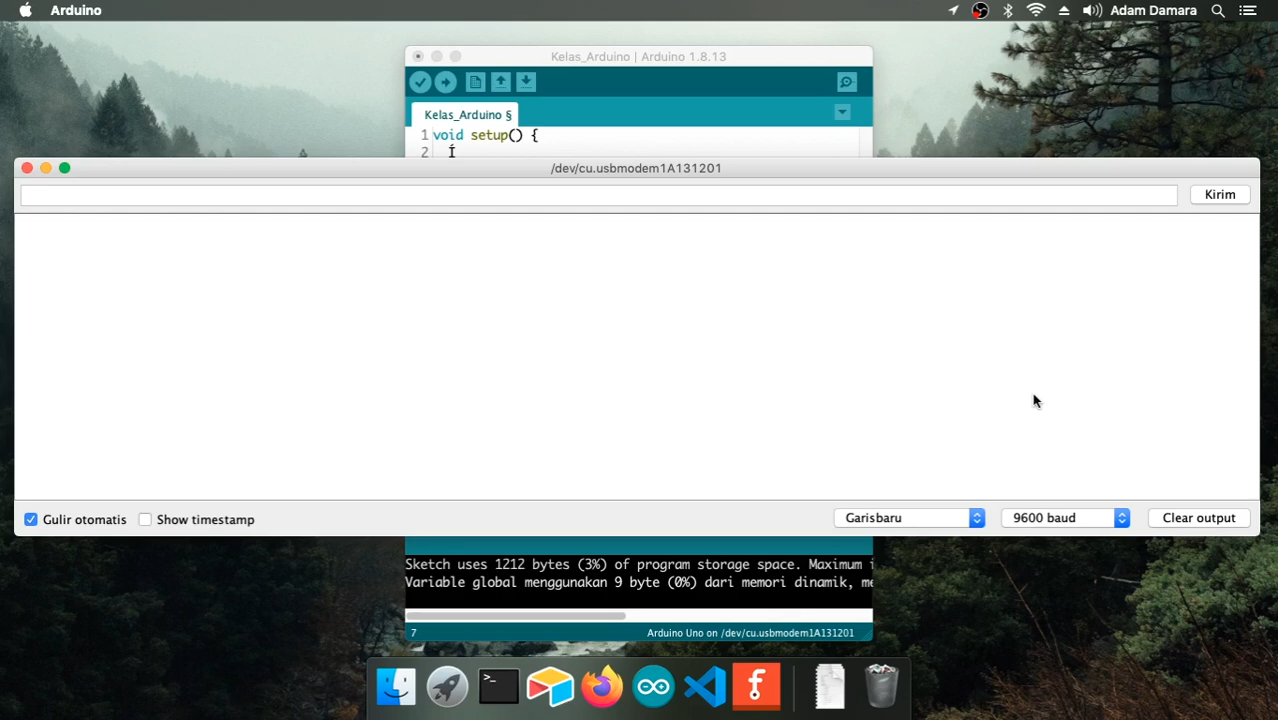 Arduino
Adam Damara
Kelas_Arduino | Arduino 1.8.13
Kelas_Arduino §
1 void setup() {
2
/dev/cu.usbmodem1A131201
Kirim
Gulir otomatis
Show timestamp
Garisbaru
9600 baud
Clear output
Sketch uses 1212 bytes (3%) of program storage space. Maximum
Variable global menggunakan 9 byte (0%) dari memori dinamik,
7
Arduino Uno on /dev/cu.usbmodem1A131201